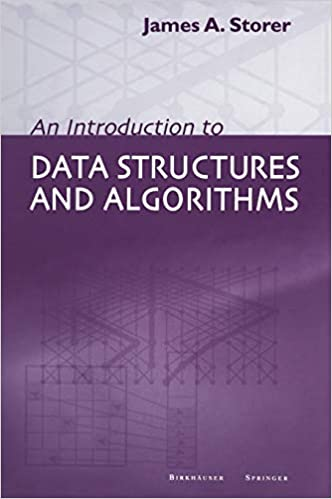 James A. Storer
An Introduction to
DATA STRUCTURES
AND ALGORITHMS
BIRKHÄUSER SPRINGER